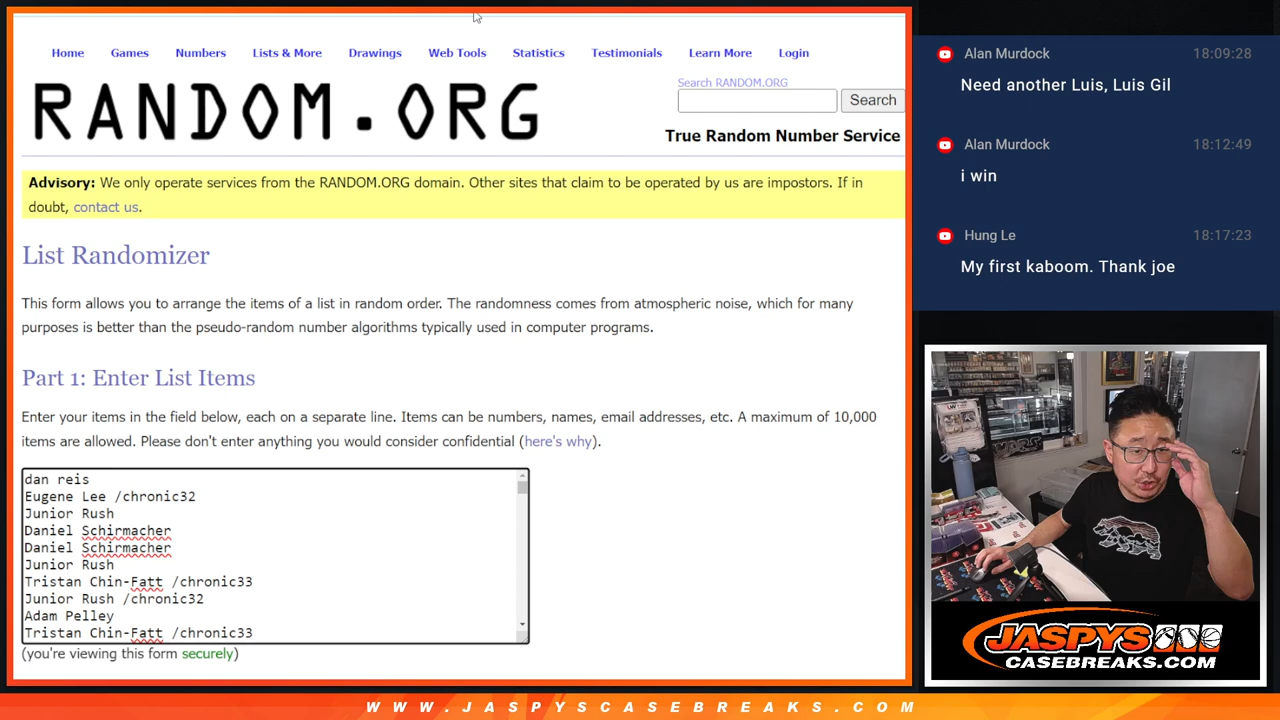 Home Games Numbers Lists & More Drawings Web Tools Statistics Testimonials Learn More Login
RANDOM.ORG
Search RANDOM.ORG
Search
True Random Number Service
Advisory: We only operate services from the RANDOM.ORG domain. Other sites that claim to be operated by us are impostors. If in
doubt, contact us.
List Randomizer
This form allows you to arrange the items of a list in random order. The randomness comes from atmospheric noise, which for many
purposes is better than the pseudo-random number algorithms typically used in computer programs.
Part 1: Enter List Items
Enter your items in the field below, each on a separate line. Items can be numbers, names, email addresses, etc. A maximum of 10,000
items are allowed. Please don't enter anything you would consider confidential (here's why).
dan reis
Eugene Lee /chronic32
Junior Rush
Daniel Schirmacher
Daniel Schirmacher
Junior Rush
Tristan Chin-Fatt /chronic33
Junior Rush /chronic32
Adam Pelley
Tristan Chin-Fatt /chronic33
(you're viewing this form securely)
Alan Murdock 18:09:28
Need another Luis, Luis Gil
Alan Murdock 18:12:49
i win
Hung Le 18:17:23
My first kaboom. Thank joe
JASPYS
CASEBREAKS.COM
WWW.JASPYSCASEBREAKS.COM